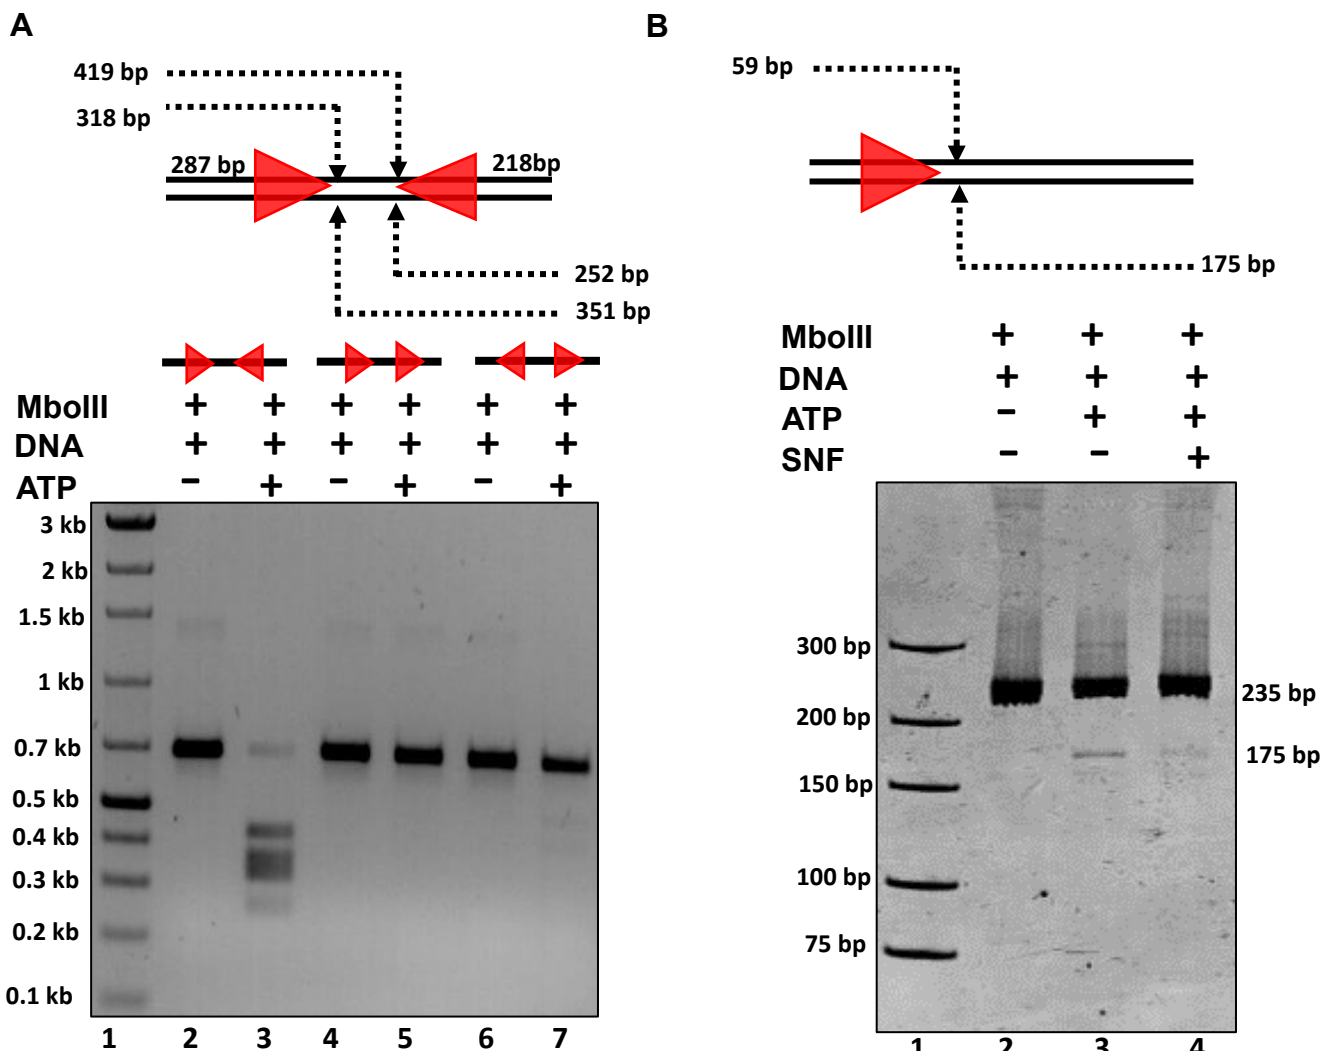 A
419 bp
318 bp
287 bp
218bp
252 bp
351 bp
MboIII + + + + + +
DNA + + + + + +
ATP - + - + - +
3 kb
2 kb
1.5 kb
1 kb
0.7 kb
0.5 kb
0.4 kb
0.3 kb
0.2 kb
0.1 kb
1 2 3 4 5 6 7
B
59 bp
175 bp
MboIII + + +
DNA + + +
ATP - + +
SNF - - +
300 bp
200 bp
150 bp
100 bp
75 bp
235 bp
175 bp
1 2 3 4